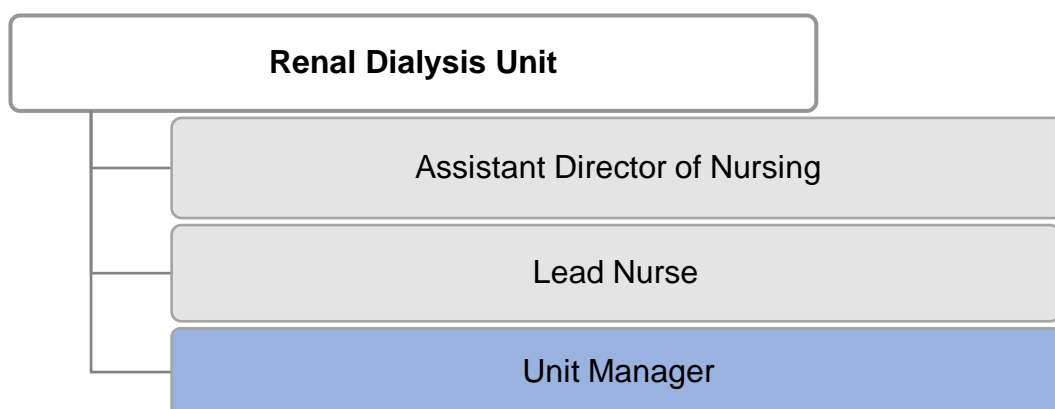 Renal Dialysis Unit
Assistant Director of Nursing
Lead Nurse
Unit Manager